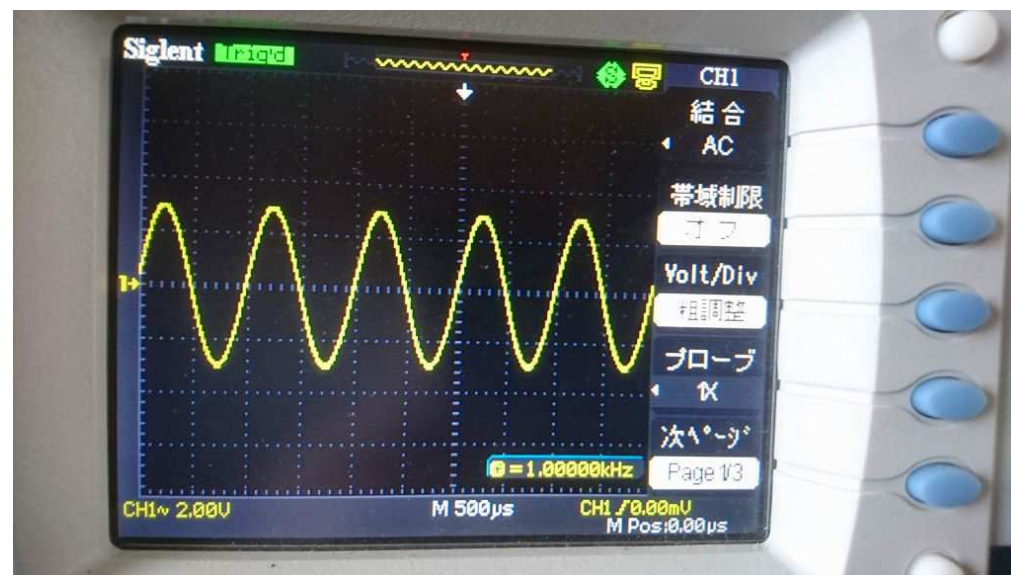 Siglent Trig'd
CH1
結合
AC
帯域制限
オフ
Volt/Div
粗調整
プローブ
1X
次ページ
Page 1/3
1
=1.00000kHz
CH1~ 2.00V
M 500µs
CH1 /0.00mV
M Pos:0.00µs